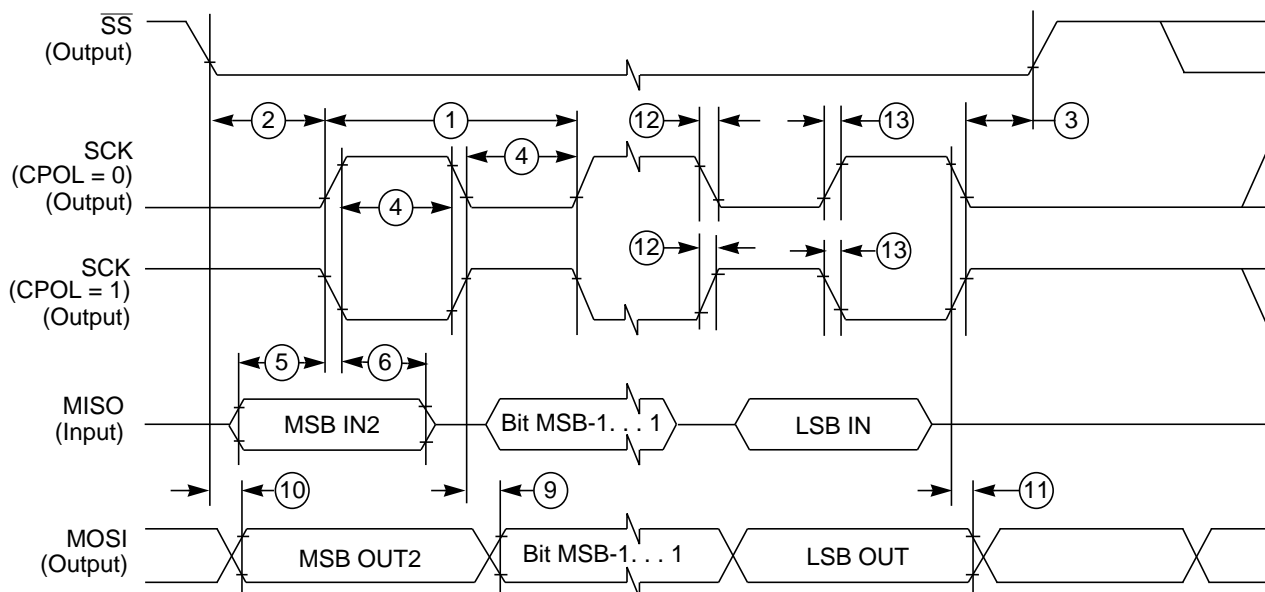 SS
(Output)
2
1
12
13
3
SCK
(CPOL = 0)
(Output)
4
4
12
13
SCK
(CPOL = 1)
(Output)
5
6
MISO
(Input)
MSB IN2
Bit MSB-1. . . 1
LSB IN
10
9
11
MOSI
(Output)
MSB OUT2
Bit MSB-1. . . 1
LSB OUT